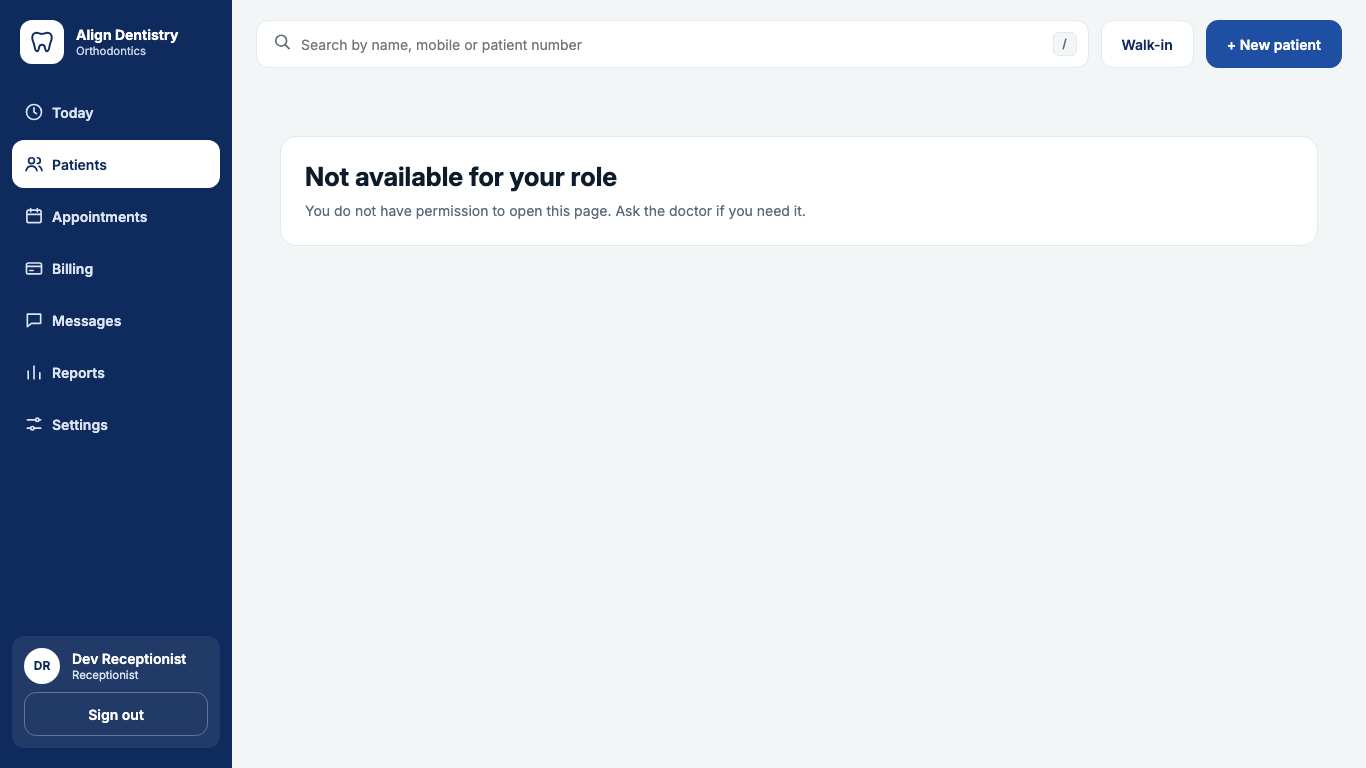 Align Dentistry
Orthodontics
Today
Patients
Appointments
Billing
Messages
Reports
Settings
DR
Dev Receptionist
Receptionist
Sign out
Search by name, mobile or patient number
/
Walk-in
+ New patient
Not available for your role
You do not have permission to open this page. Ask the doctor if you need it.